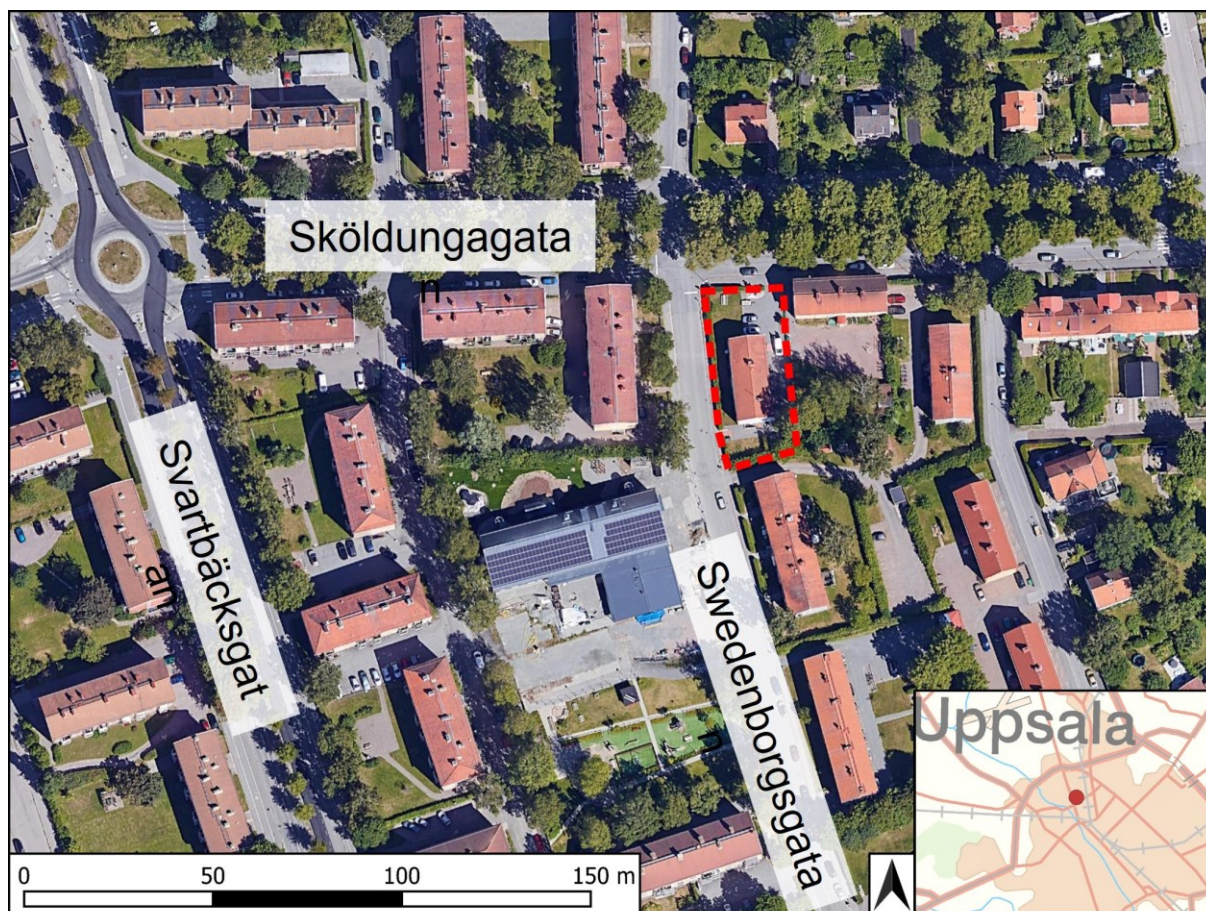 Sköldungagata
n
Svartbäcksgat
an
Swedenborgsgata
n
Uppsala
0 50 100 150 m